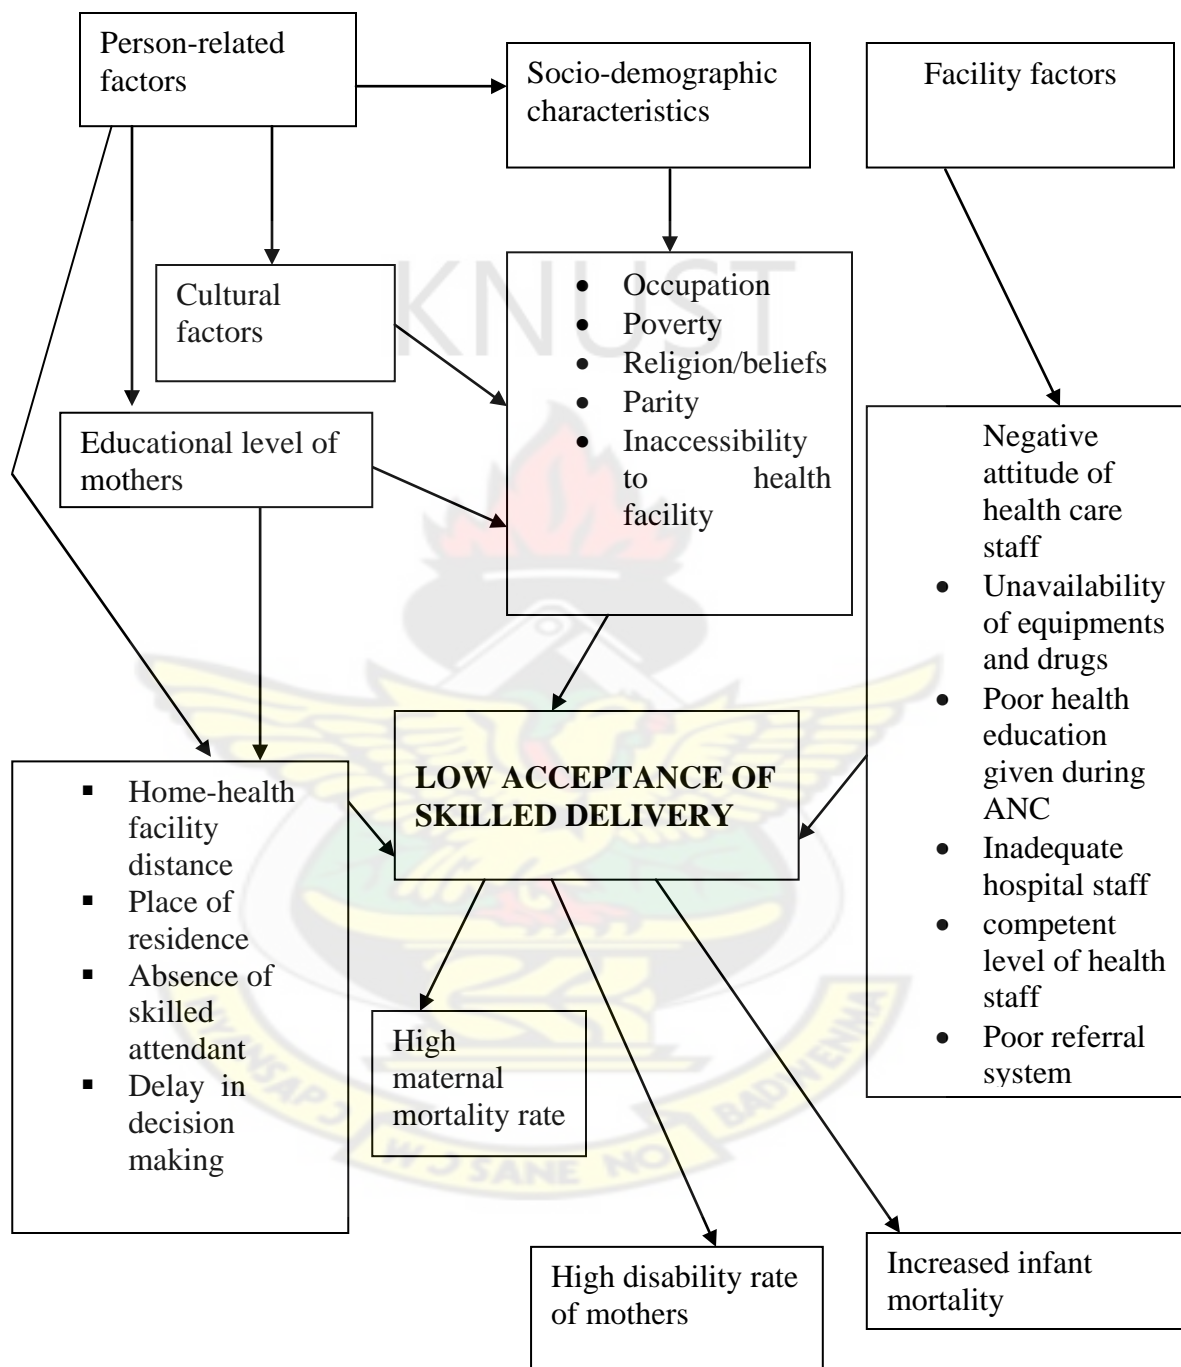 Person-related
factors
Socio-demographic
characteristics
Facility factors
KNUST
Cultural
factors
• Occupation
• Poverty
• Religion/beliefs
• Parity
• Inaccessibility
to health
facility
Educational level of
mothers
Negative
attitude of
health care
staff
• Unavailability
of equipments
and drugs
• Poor health
education
given during
ANC
• Inadequate
hospital staff
• competent
level of health
staff
• Poor referral
system
LOW ACCEPTANCE OF
SKILLED DELIVERY
▪ Home-health
facility
distance
▪ Place of
residence
▪ Absence of
skilled
attendant
▪ Delay in
decision
making
High
maternal
mortality rate
NYANSAPƆ WƆSANE NO BADWENMA
High disability rate
of mothers
Increased infant
mortality